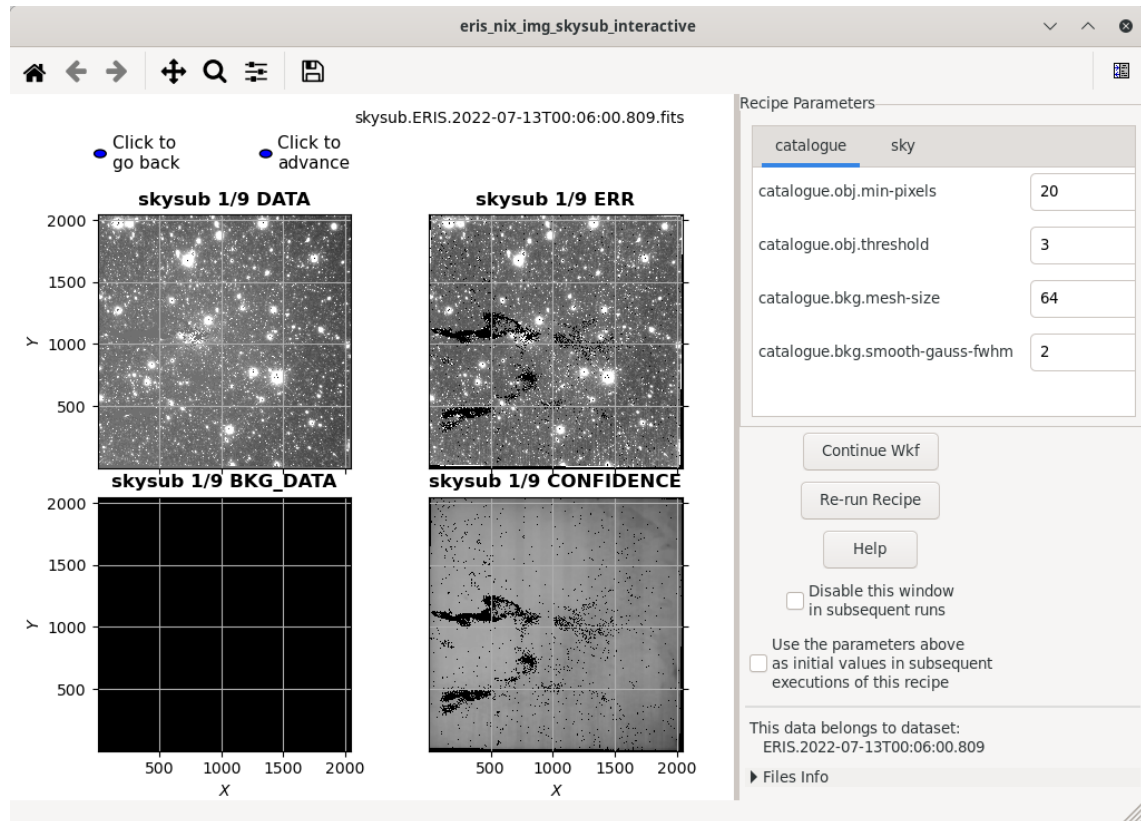 eris_nix_img_skysub_interactive
skysub.ERIS.2022-07-13T00:06:00.809.fits
Click to
go back
Click to
advance
skysub 1/9 DATA
skysub 1/9 ERR
2000
1500
1000
500
Y
skysub 1/9 BKG_DATA
skysub 1/9 CONFIDENCE
2000
1500
1000
500
Y
500 1000 1500 2000
X
500 1000 1500 2000
X
Recipe Parameters
catalogue sky
catalogue.obj.min-pixels 20
catalogue.obj.threshold 3
catalogue.bkg.mesh-size 64
catalogue.bkg.smooth-gauss-fwhm 2
Continue Wkf
Re-run Recipe
Help
Disable this window
in subsequent runs
Use the parameters above
as initial values in subsequent
executions of this recipe
This data belongs to dataset:
ERIS.2022-07-13T00:06:00.809
Files Info